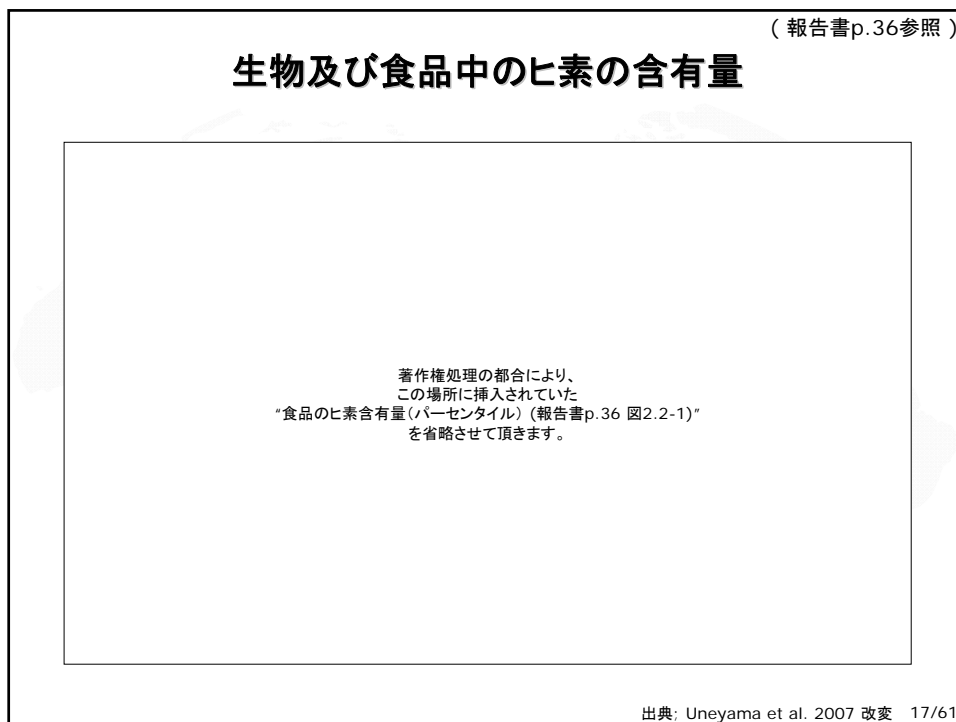 ( 報告書p.36参照 )
生物及び食品中のヒ素の含有量
著作権処理の都合により、
この場所に挿入されていた
“食品のヒ素含有量(パーセンタイル) (報告書p.36 図2.2-1)”
を省略させて頂きます。
出典; Uneyama et al. 2007 改変 17/61